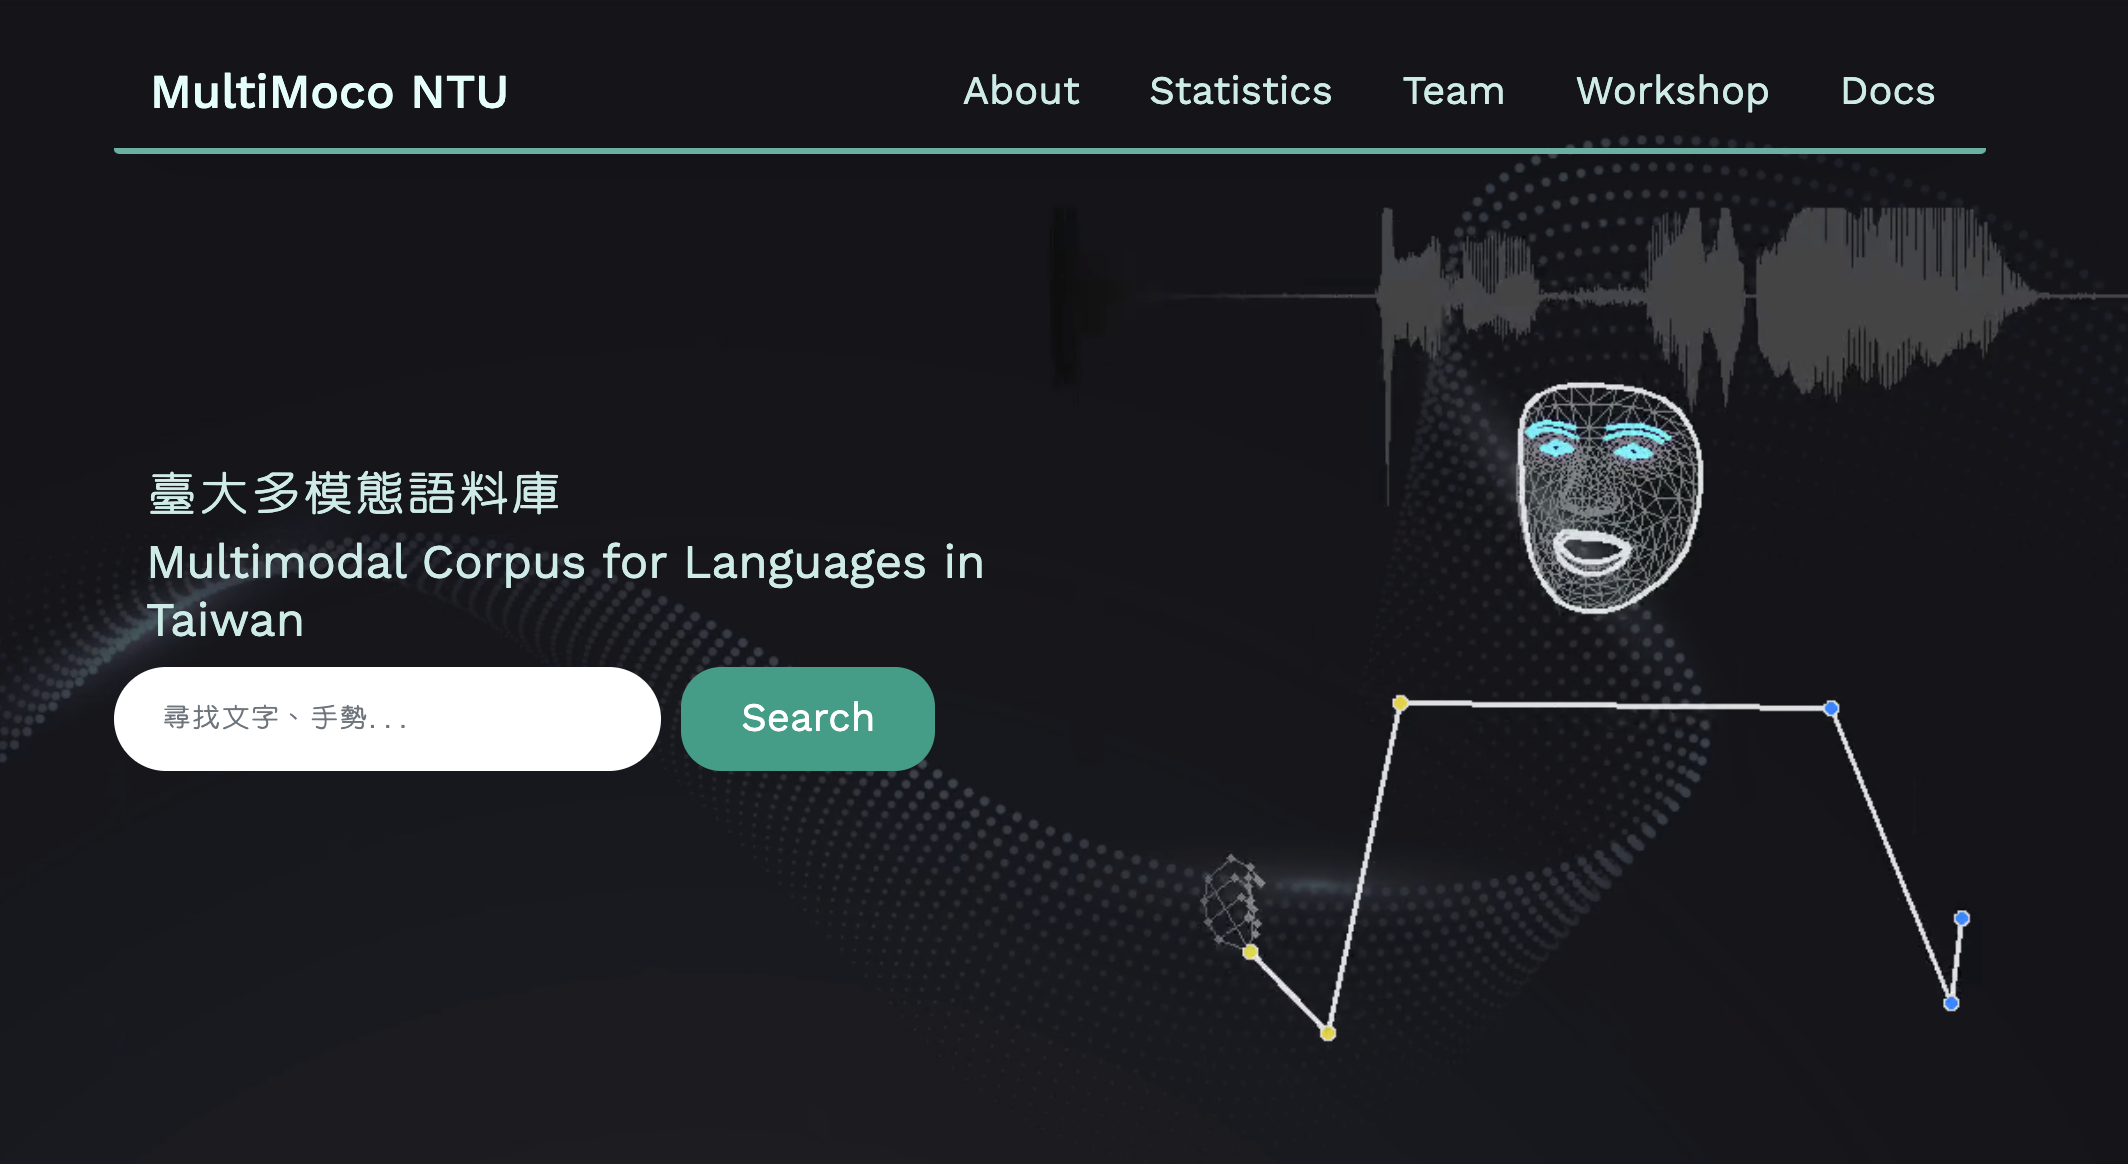 MultiMoco NTU
About Statistics Team Workshop Docs
臺大多模態語料庫
Multimodal Corpus for Languages in
Taiwan
尋找文字、手勢...
Search